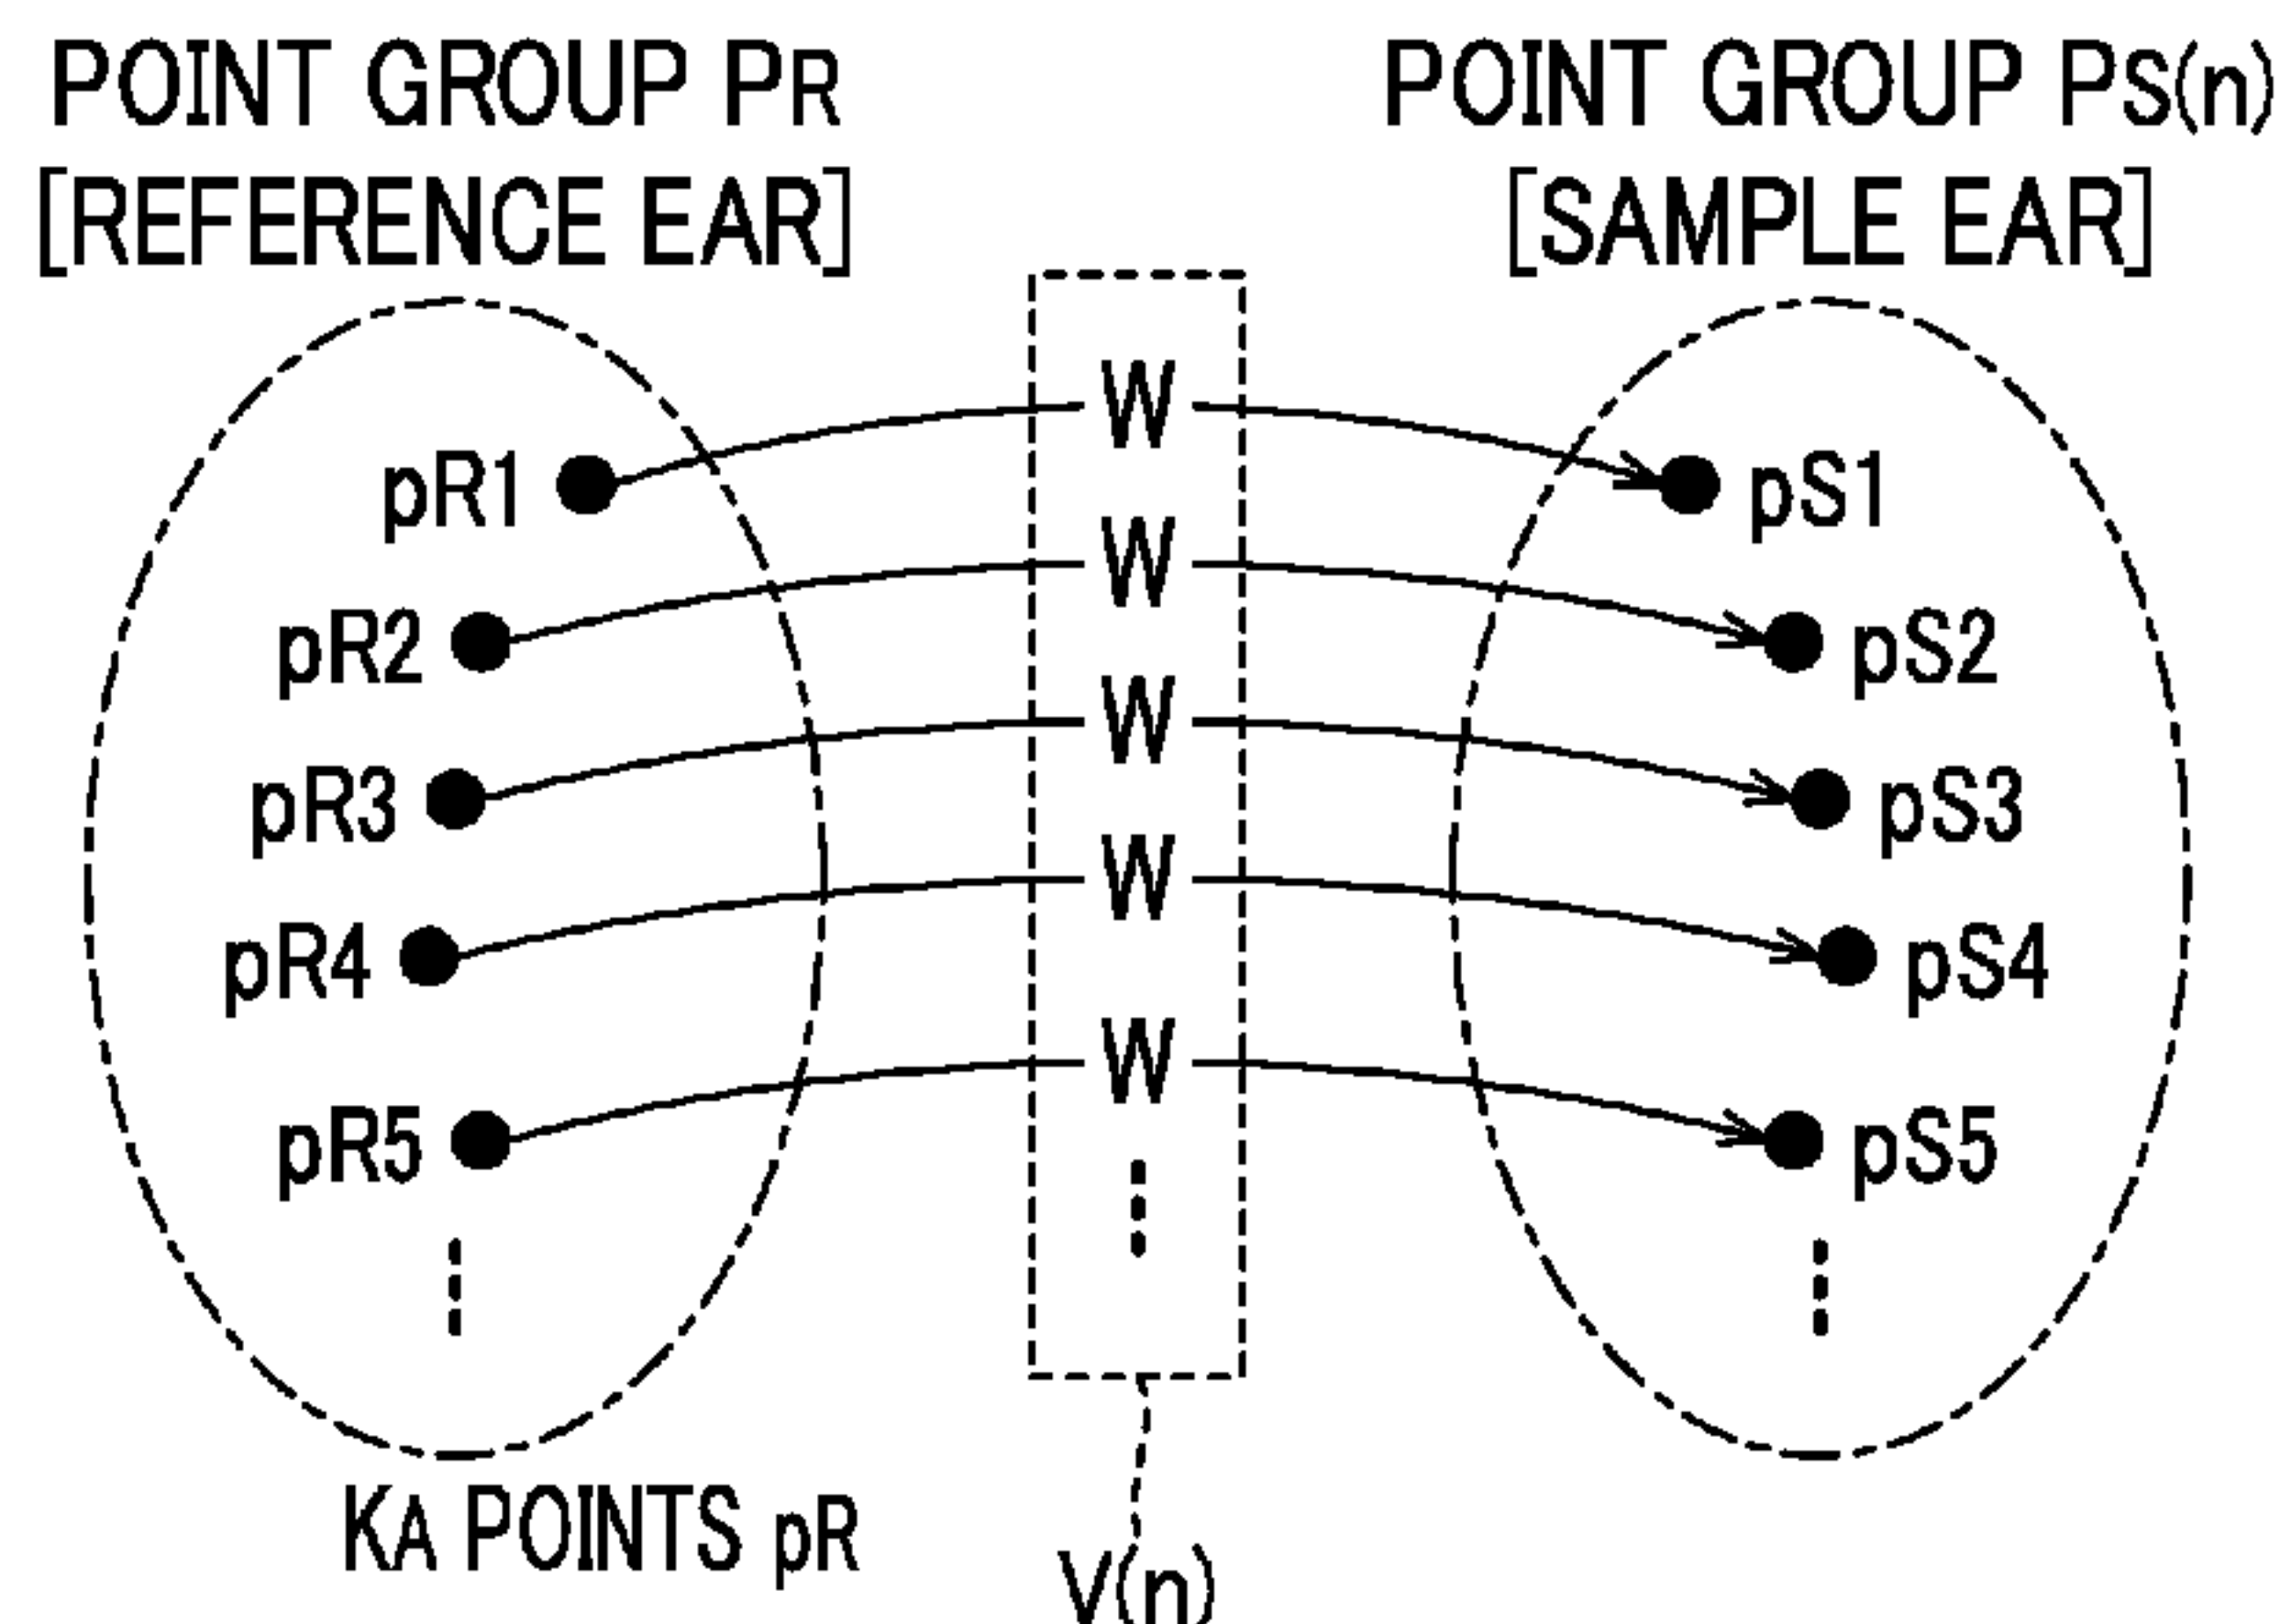 POINT GROUP PR
[REFERENCE EAR]
POINT GROUP PS(n)
[SAMPLE EAR]
pR1 W pS1
pR2 W pS2
pR3 W pS3
pR4 W pS4
pR5 W pS5
KA POINTS pR
V(n)